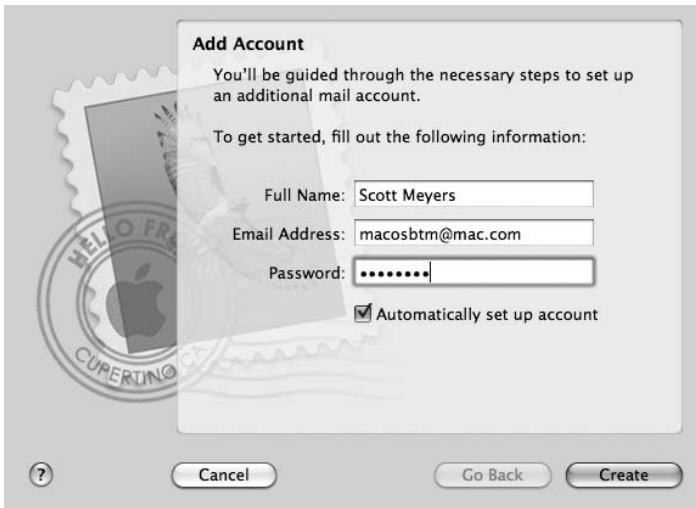 Add Account
You'll be guided through the necessary steps to set up
an additional mail account.
To get started, fill out the following information:
Full Name: Scott Meyers
Email Address: macosbtm@mac.com
Password: ••••••••
Automatically set up account
HELLO FR
CUPERTINO CA
? Cancel Go Back Create